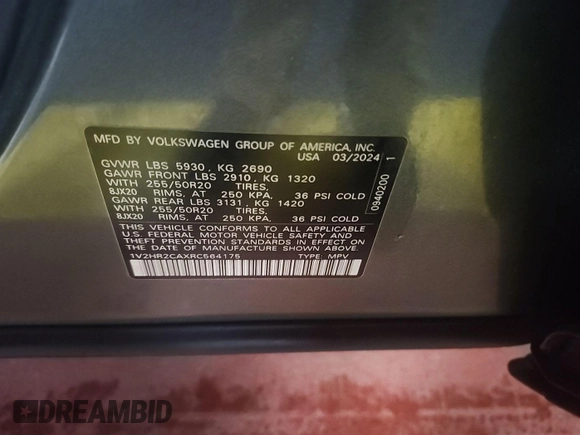 MFD BY VOLKSWAGEN GROUP OF AMERICA, INC.
USA 03/2024
GVWR LBS 5930, KG 2690
GAWR FRONT LBS 2910, KG 1320
WITH 255/50R20 TIRES.
8JX20 RIMS. AT 250 KPA. 36 PSI COLD
GAWR REAR LBS 3131, KG 1420
WITH 255/50R20 TIRES.
8JX20 RIMS. AT 250 KPA. 36 PSI COLD
THIS VEHICLE CONFORMS TO ALL APPLICABLE
U.S. FEDERAL MOTOR VEHICLE SAFETY AND
THEFT PREVENTION STANDARDS IN EFFECT ON
THE DATE OF MANUFACTURE SHOWN ABOVE.
1V2HR2CAXRC564175 TYPE: MPV
0940200 1
DREAMBID